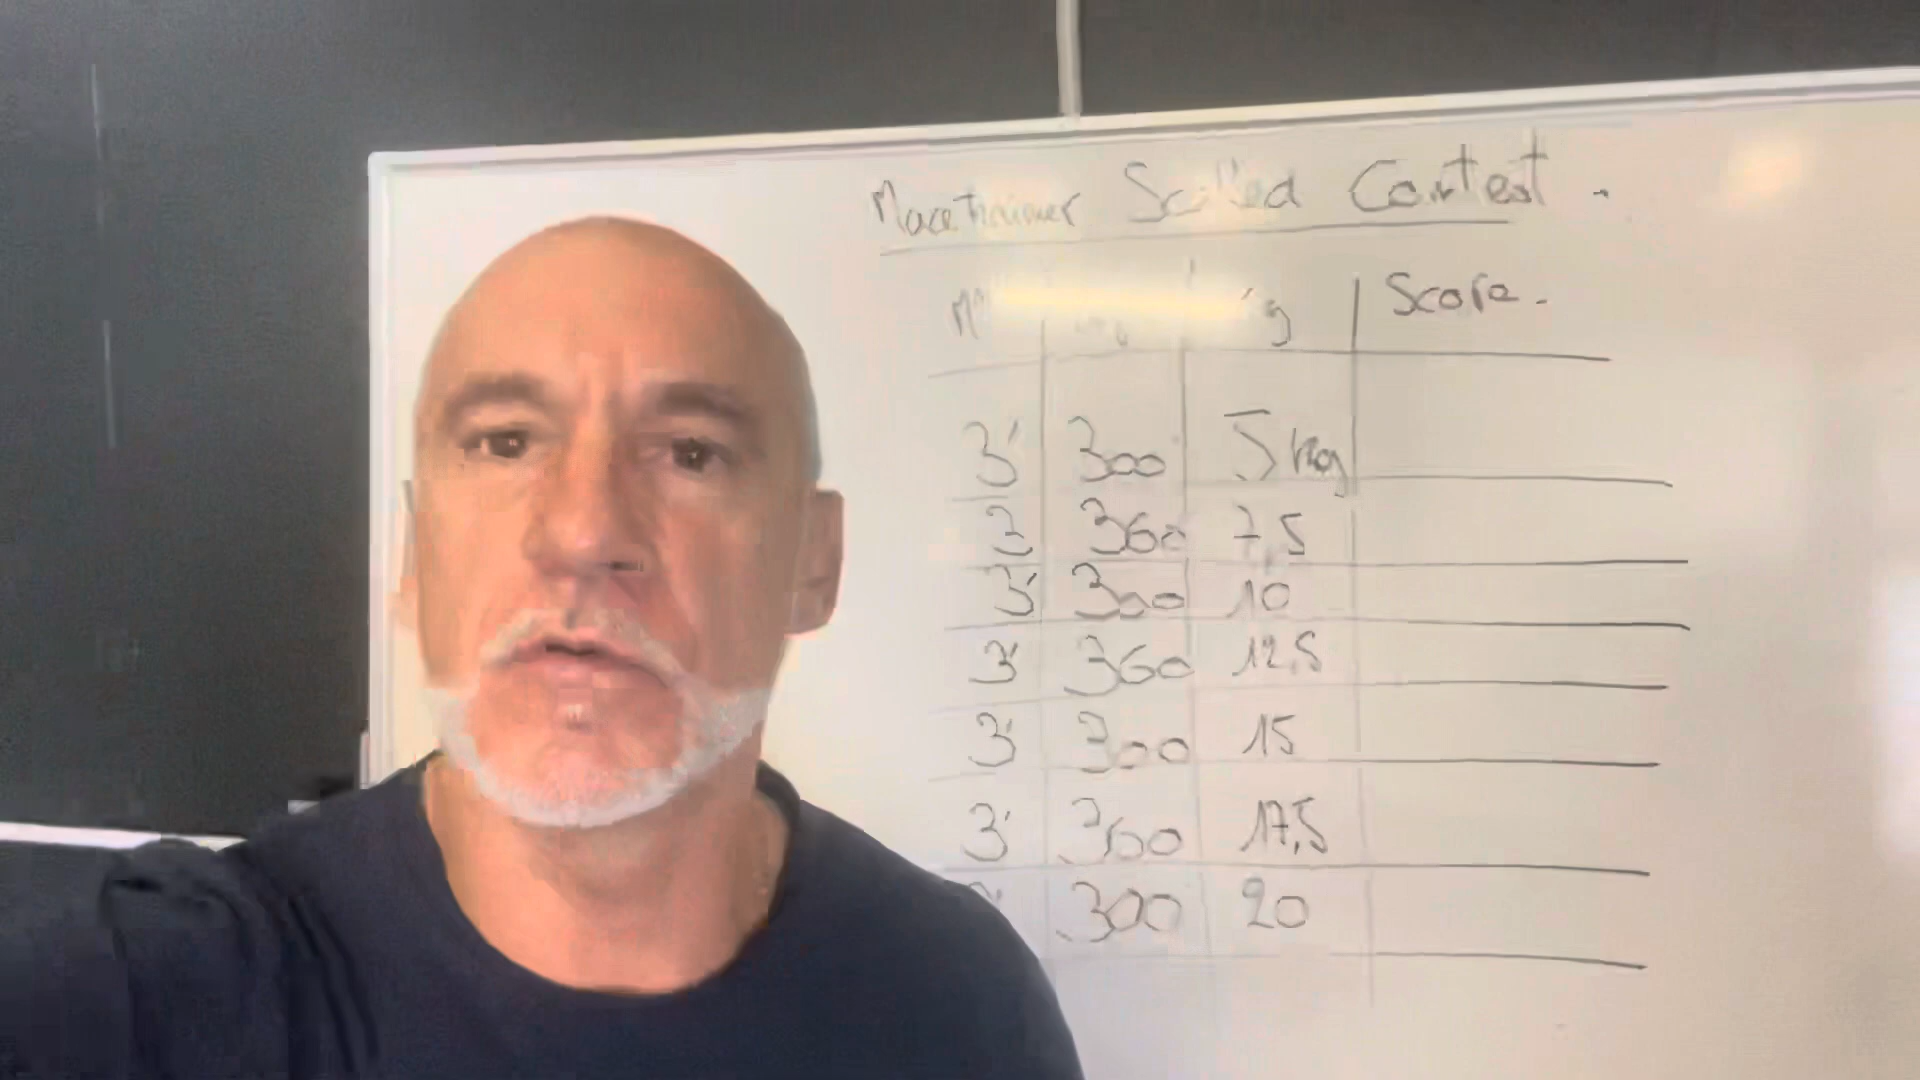 Macetrainer Scaled Contest.
Kg Score.
3' 300 5 kg
3' 360 7,5
3' 300 10
3' 360 12,5
3' 300 15
3' 360 17,5
300 20